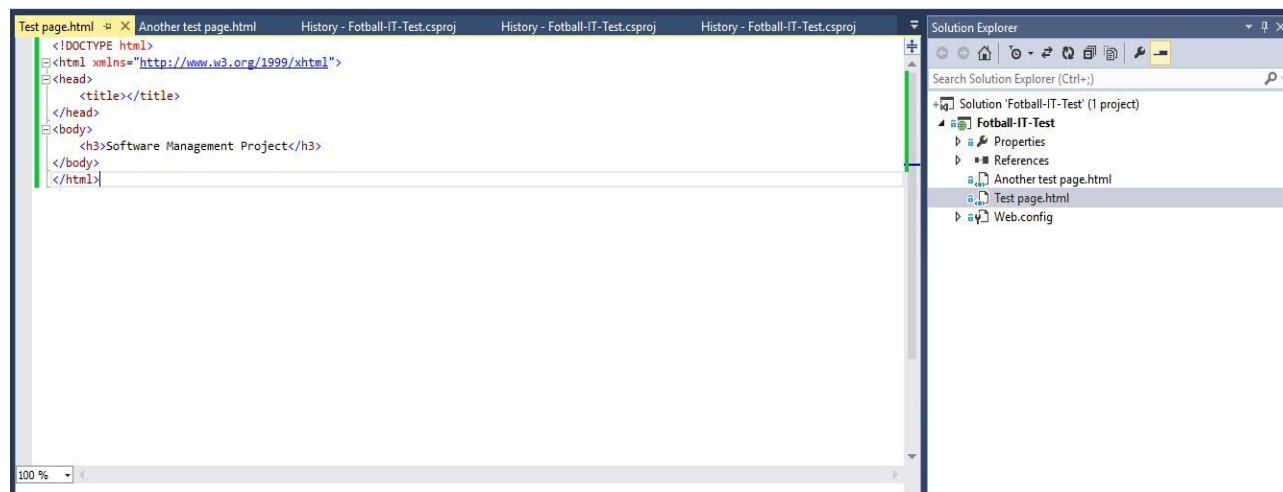 Test page.html Another test page.html History - Fotball-IT-Test.csproj History - Fotball-IT-Test.csproj History - Fotball-IT-Test.csproj
<!DOCTYPE html>
<html xmlns="http://www.w3.org/1999/xhtml">
<head>
<title></title>
</head>
<body>
<h3>Software Management Project</h3>
</body>
</html>
100 %
Solution Explorer
Search Solution Explorer (Ctrl+;)
Solution 'Fotball-IT-Test' (1 project)
Fotball-IT-Test
Properties
References
Another test page.html
Test page.html
Web.config